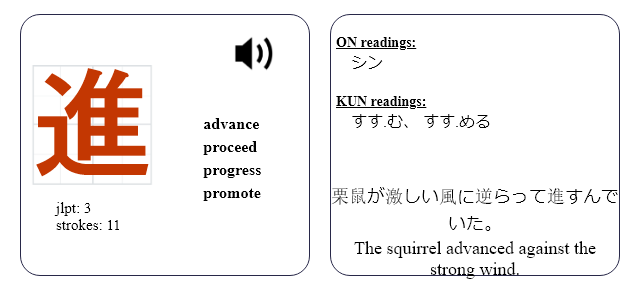 進
advance
proceed
progress
promote
jlpt: 3
strokes: 11
ON readings:
シン
KUN readings:
すす.む、 すす.める
栗鼠が激しい風に逆らって進すんで
いた。
The squirrel advanced against the
strong wind.